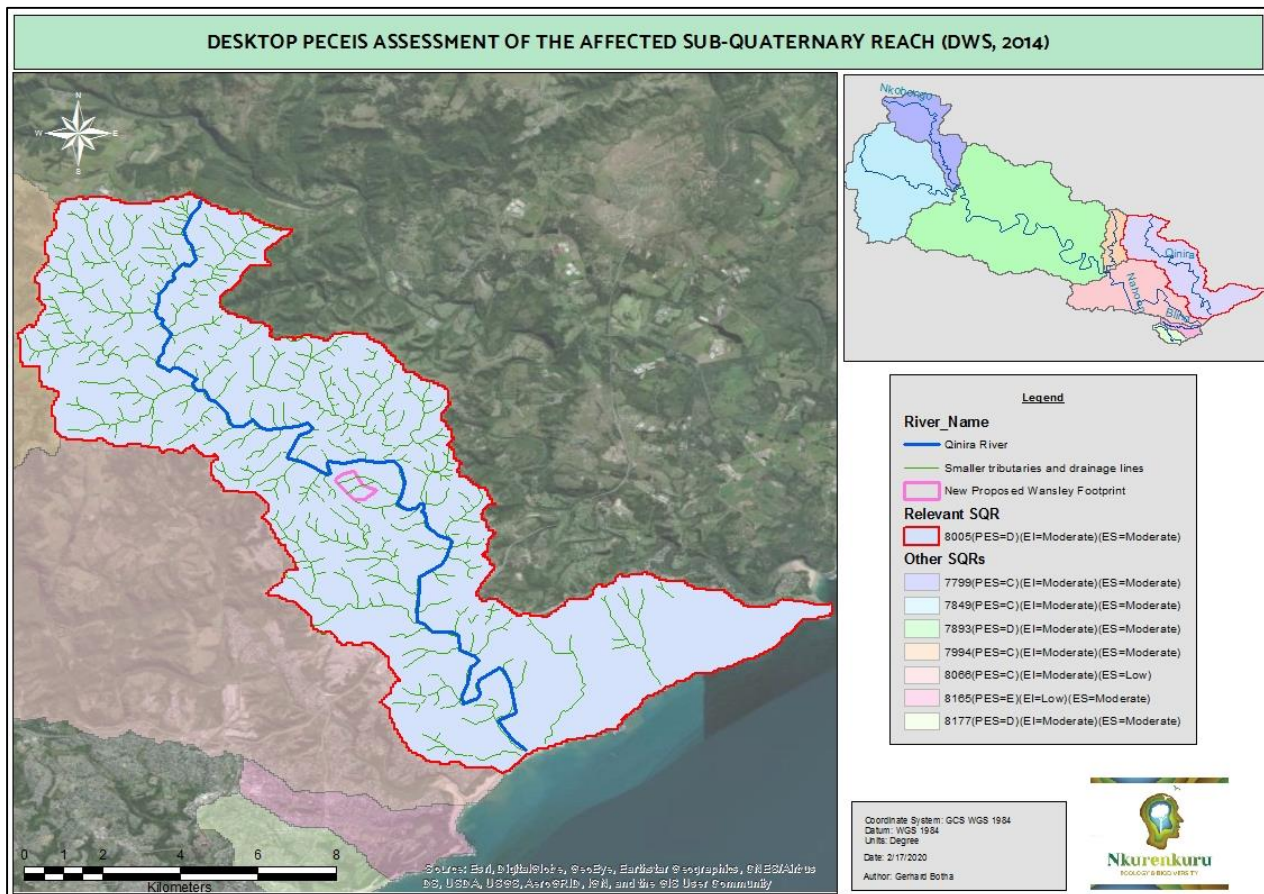 DESKTOP PECEIS ASSESSMENT OF THE AFFECTED SUB-QUATERNARY REACH (DWS, 2014)
N
W
E
S
0 1 2 4 6 8
Kilometers
Source: Esri, DigitalGlobe, GeoEye, Earthstar Geographics, CNES/Airbus
DS, USDA, USGS, AeroGRID, IGN, and the GIS User Community
Nkobongo
Qinira
Nahoon
Blind
Legend
River_Name
Qinira River
Smaller tributaries and drainage lines
New Proposed Wansley Footprint
Relevant SQR
8005(PES=D)(EI=Moderate)(ES=Moderate)
Other SQRs
7799(PES=C)(EI=Moderate)(ES=Moderate)
7849(PES=C)(EI=Moderate)(ES=Moderate)
7893(PES=D)(EI=Moderate)(ES=Moderate)
7994(PES=C)(EI=Moderate)(ES=Moderate)
8066(PES=C)(EI=Moderate)(ES=Low)
8165(PES=E)(EI=Low)(ES=Moderate)
8177(PES=D)(EI=Moderate)(ES=Moderate)
Coordinate System: GCS WGS 1984
Datum: WGS 1984
Units: Degree
Date: 2/17/2020
Author: Gerhard Botha
Nkurenkuru
ECOLOGY & BIODIVERSITY